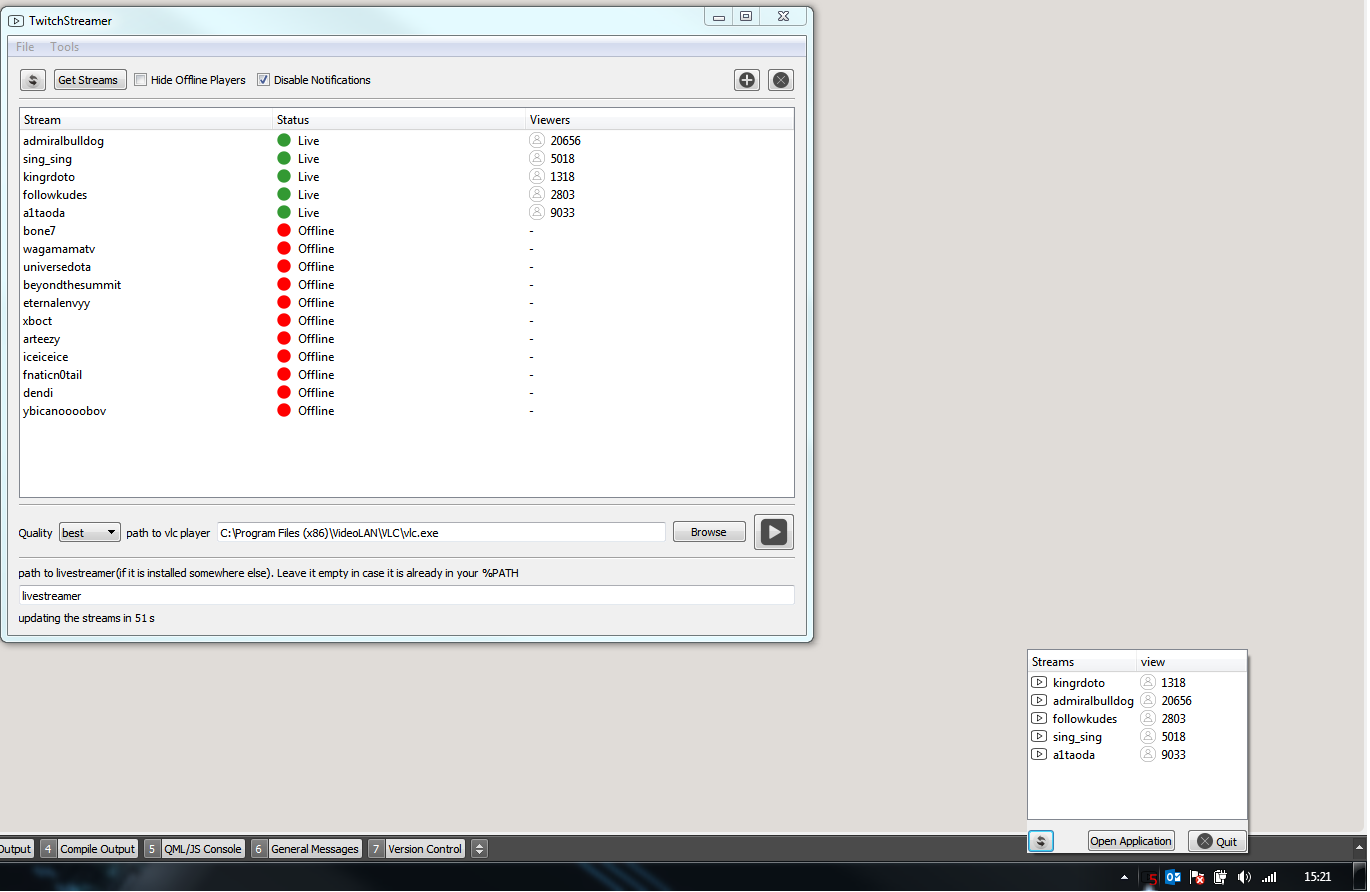 TwitchStreamer
File Tools
Get Streams Hide Offline Players Disable Notifications
Stream Status Viewers
admiralbulldog Live 20656
sing_sing Live 5018
kingrdoto Live 1318
followkudes Live 2803
a1taoda Live 9033
bone7 Offline -
wagamamatv Offline -
universedota Offline -
beyondthesummit Offline -
eternalenvyy Offline -
xboct Offline -
arteezy Offline -
iceiceice Offline -
fnaticn0tail Offline -
dendi Offline -
ybicanoooobov Offline -
Quality best path to vlc player C:\Program Files (x86)\VideoLAN\VLC\vlc.exe Browse
path to livestreamer(if it is installed somewhere else). Leave it empty in case it is already in your %PATH
livestreamer
updating the streams in 51 s
Streams view
kingrdoto 1318
admiralbulldog 20656
followkudes 2803
sing_sing 5018
a1taoda 9033
Open Application Quit
Output 4 Compile Output 5 QML/JS Console 6 General Messages 7 Version Control
5 15:21